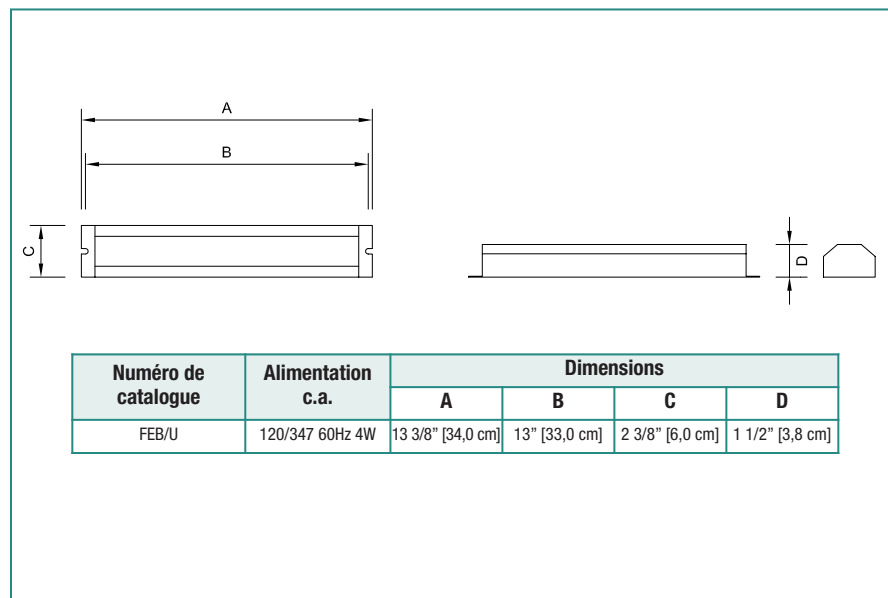 A
B
C
D
Numéro de catalogue
Alimentation c.a.
Dimensions
A B C D
FEB/U 120/347 60Hz 4W 13 3/8” [34,0 cm] 13” [33,0 cm] 2 3/8” [6,0 cm] 1 1/2” [3,8 cm]